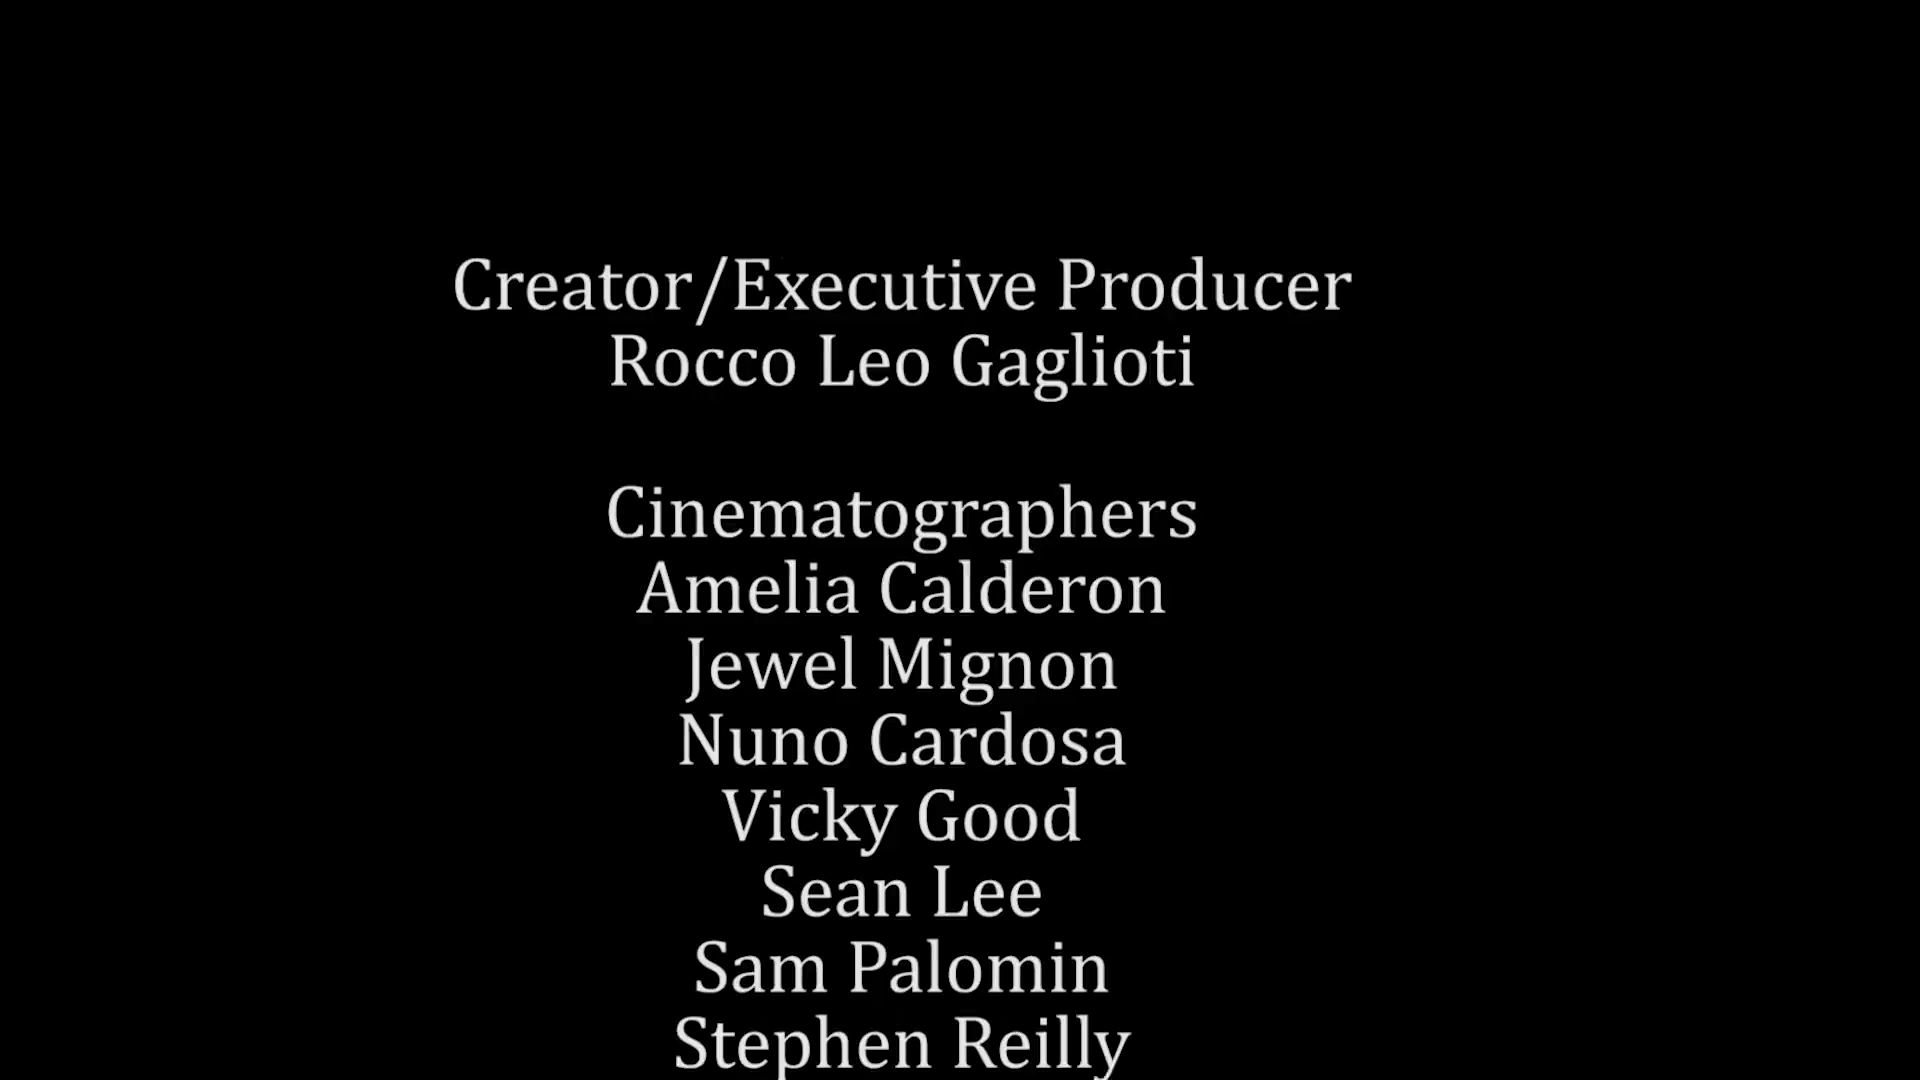 Creator/Executive Producer
Rocco Leo Gaglioti
Cinematographers
Amelia Calderon
Jewel Mignon
Nuno Cardosa
Vicky Good
Sean Lee
Sam Palomin
Stephen Reilly